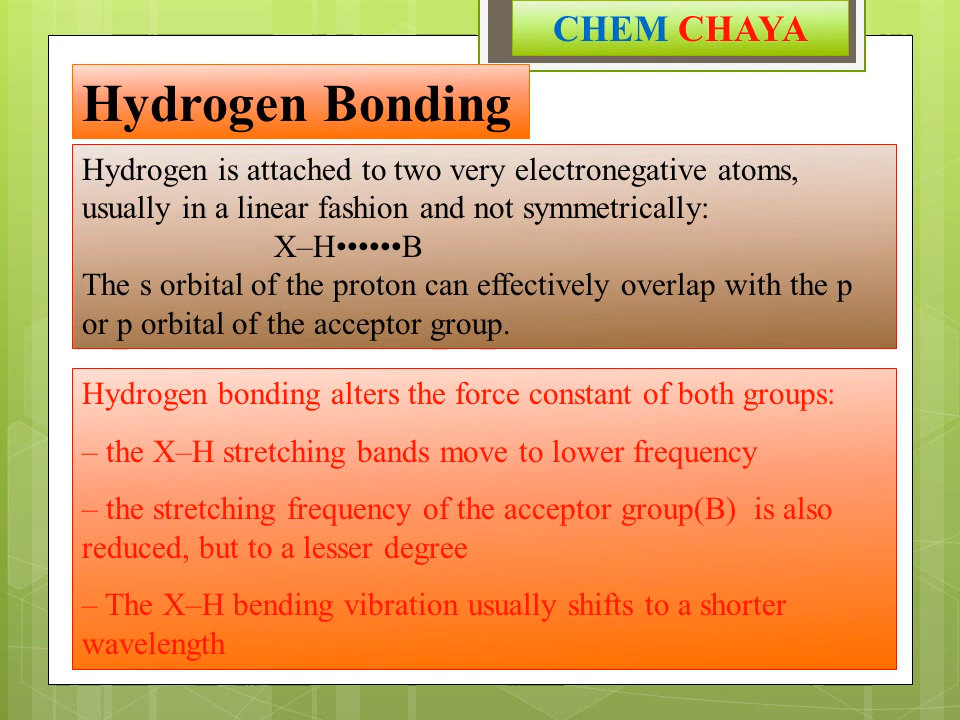 CHEM CHAYA
Hydrogen Bonding
Hydrogen is attached to two very electronegative atoms,
usually in a linear fashion and not symmetrically:
X–H••••••B
The s orbital of the proton can effectively overlap with the p
or p orbital of the acceptor group.
Hydrogen bonding alters the force constant of both groups:
– the X–H stretching bands move to lower frequency
– the stretching frequency of the acceptor group(B) is also
reduced, but to a lesser degree
– The X–H bending vibration usually shifts to a shorter
wavelength